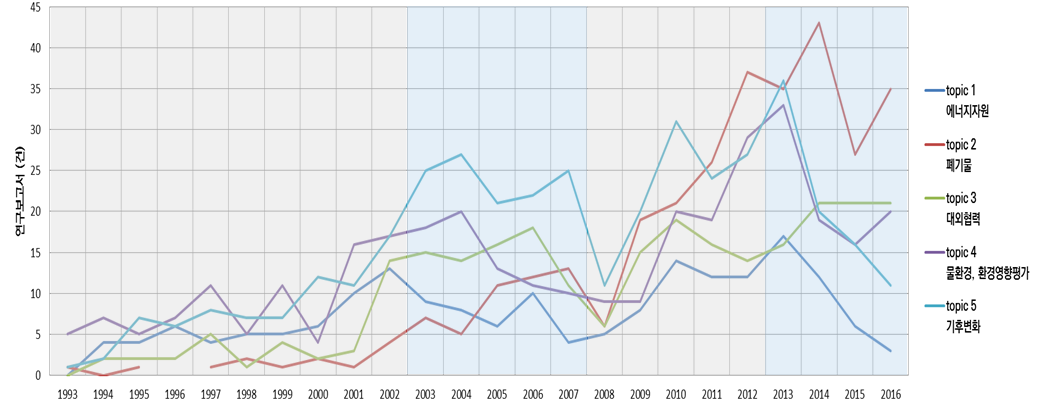 45
40
35
30
25
20
15
10
5
0
연구보고서 (건)
1993 1994 1995 1996 1997 1998 1999 2000 2001 2002 2003 2004 2005 2006 2007 2008 2009 2010 2011 2012 2013 2014 2015 2016
topic 1
에너지자원
topic 2
폐기물
topic 3
대외협력
topic 4
물환경, 환경영향평가
topic 5
기후변화